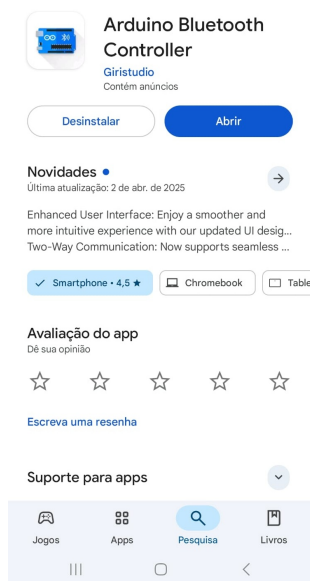 Arduino Bluetooth
Controller
Giristudio
Contém anúncios
Desinstalar
Abrir
Novidades
Última atualização: 2 de abr. de 2025
Enhanced User Interface: Enjoy a smoother and
more intuitive experience with our updated UI desig...
Two-Way Communication: Now supports seamless ...
Smartphone • 4,5 ★
Chromebook
Table
Avaliação do app
Dê sua opinião
Escreva uma resenha
Suporte para apps
Jogos
Apps
Pesquisa
Livros